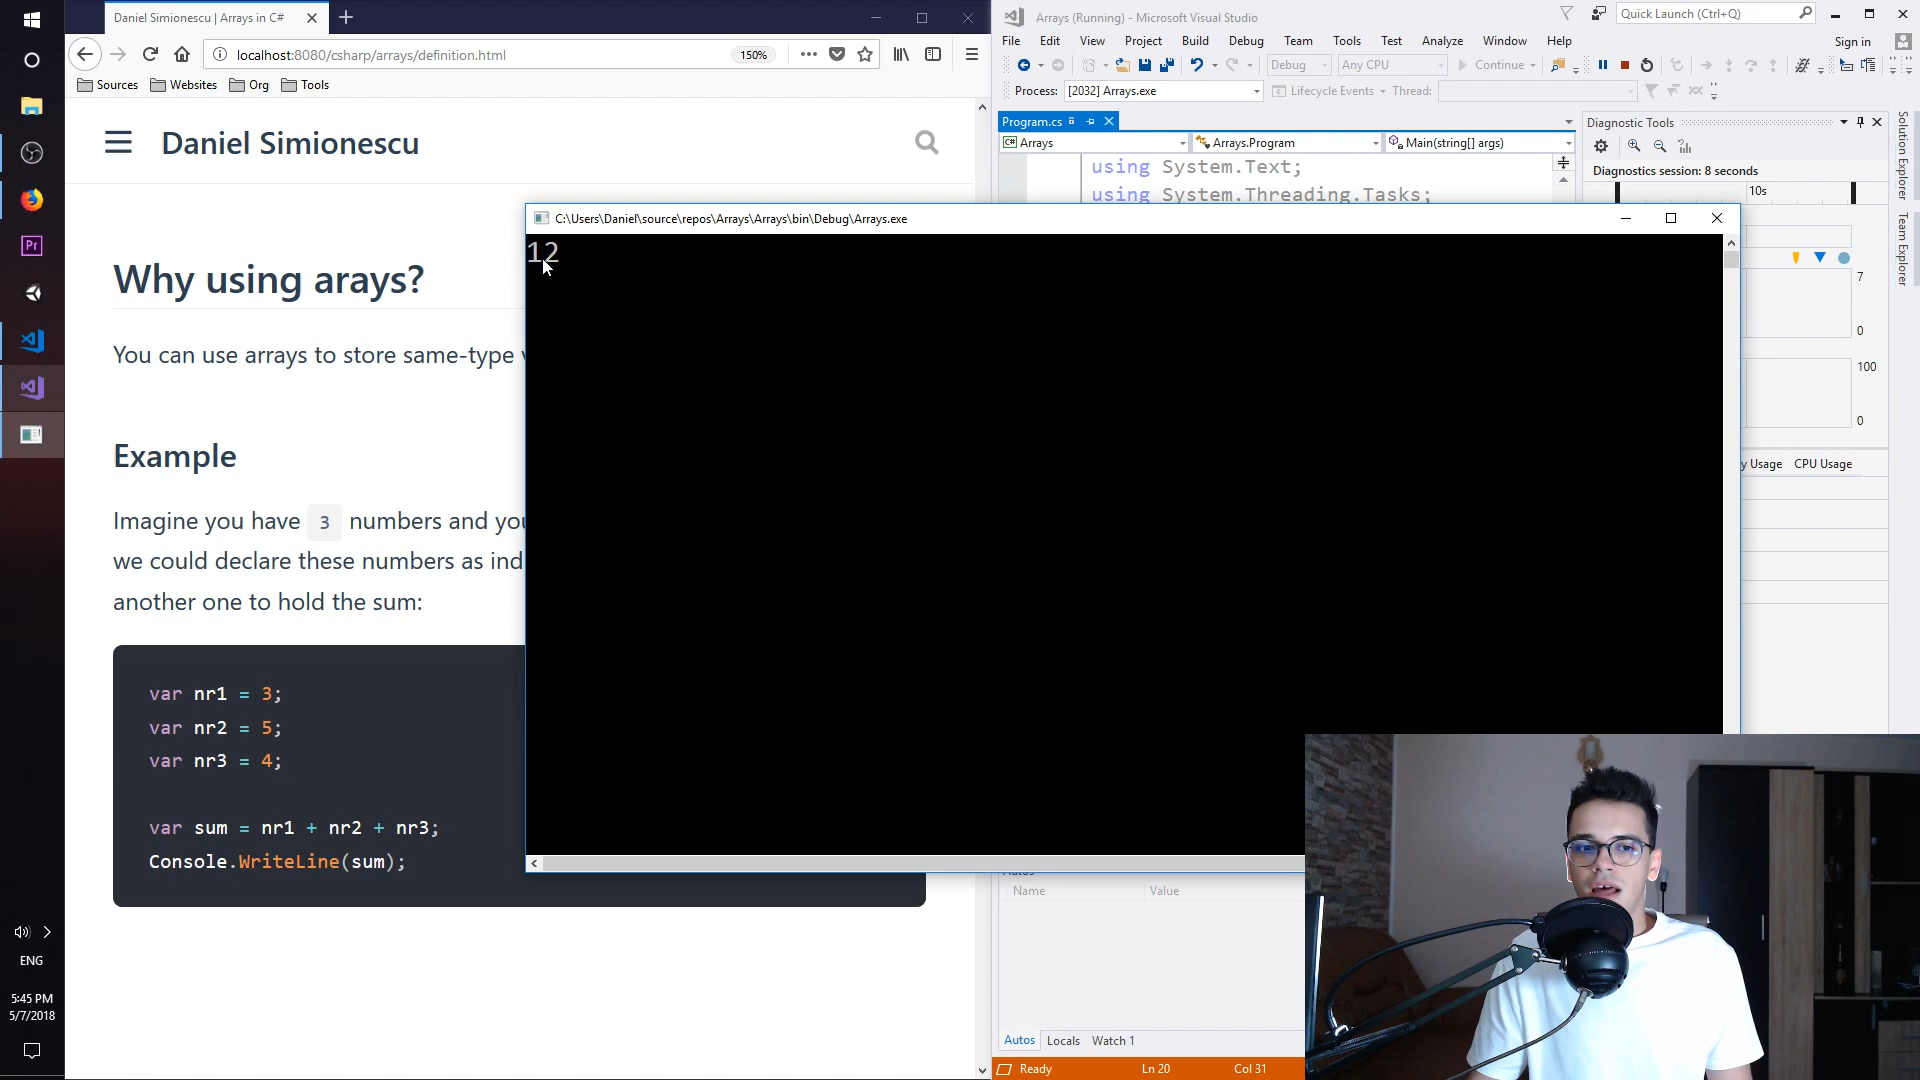 Daniel Simionescu | Arrays in C#
localhost:8080/csharp/arrays/definition.html
150%
Sources
Websites
Org
Tools
Daniel Simionescu
Why using arays?
You can use arrays to store same-type
Example
Imagine you have 3 numbers and you
we could declare these numbers as ind
another one to hold the sum:
var nr1 = 3;
var nr2 = 5;
var nr3 = 4;
var sum = nr1 + nr2 + nr3;
Console.WriteLine(sum);
C:\Users\Daniel\source\repos\Arrays\Arrays\bin\Debug\Arrays.exe
12
Arrays (Running) - Microsoft Visual Studio
Quick Launch (Ctrl+Q)
File Edit View Project Build Debug Team Tools Test Analyze Window Help
Sign in
Debug
Any CPU
Continue
Process: [2032] Arrays.exe
Lifecycle Events
Thread:
Program.cs
C# Arrays
Arrays.Program
Main(string[] args)
using System.Text;
using System.Threading.Tasks;
Diagnostic Tools
Diagnostics session: 8 seconds
10s
7
0
100
0
y Usage
CPU Usage
Solution Explorer
Team Explorer
Name
Value
Autos
Locals
Watch 1
Ready
Ln 20
Col 31
Pr
ENG
5:45 PM
5/7/2018